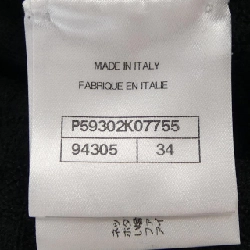 MADE IN ITALY
FABRIQUE EN ITALIE
P59302K07755
94305 34